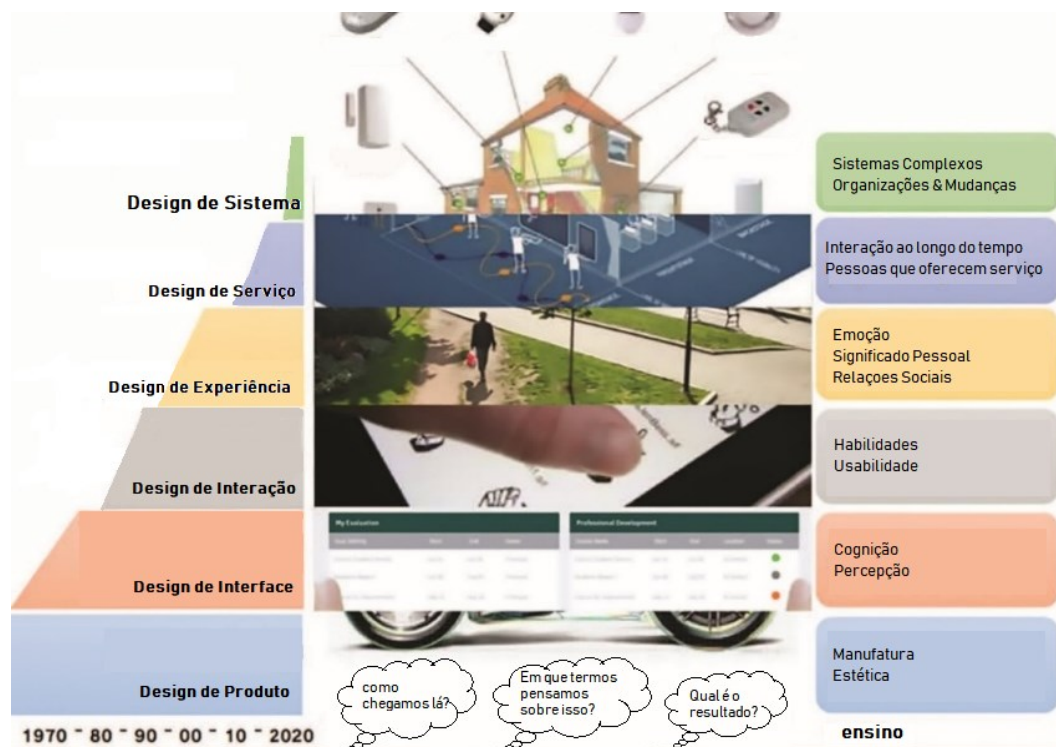 Design de Sistema
Design de Serviço
Design de Experiência
Design de Interação
Design de Interface
Design de Produto
1970 - 80 - 90 - 00 - 10 - 2020
My Evaluation
Professional Development
como
chegamos lá?
Em que termos
pensamos
sobre isso?
Qual é o
resultado?
Sistemas Complexos
Organizações & Mudanças
Interação ao longo do tempo
Pessoas que oferecem serviço
Emoção
Significado Pessoal
Relaçoes Sociais
Habilidades
Usabilidade
Cognição
Percepção
Manufatura
Estética
ensino